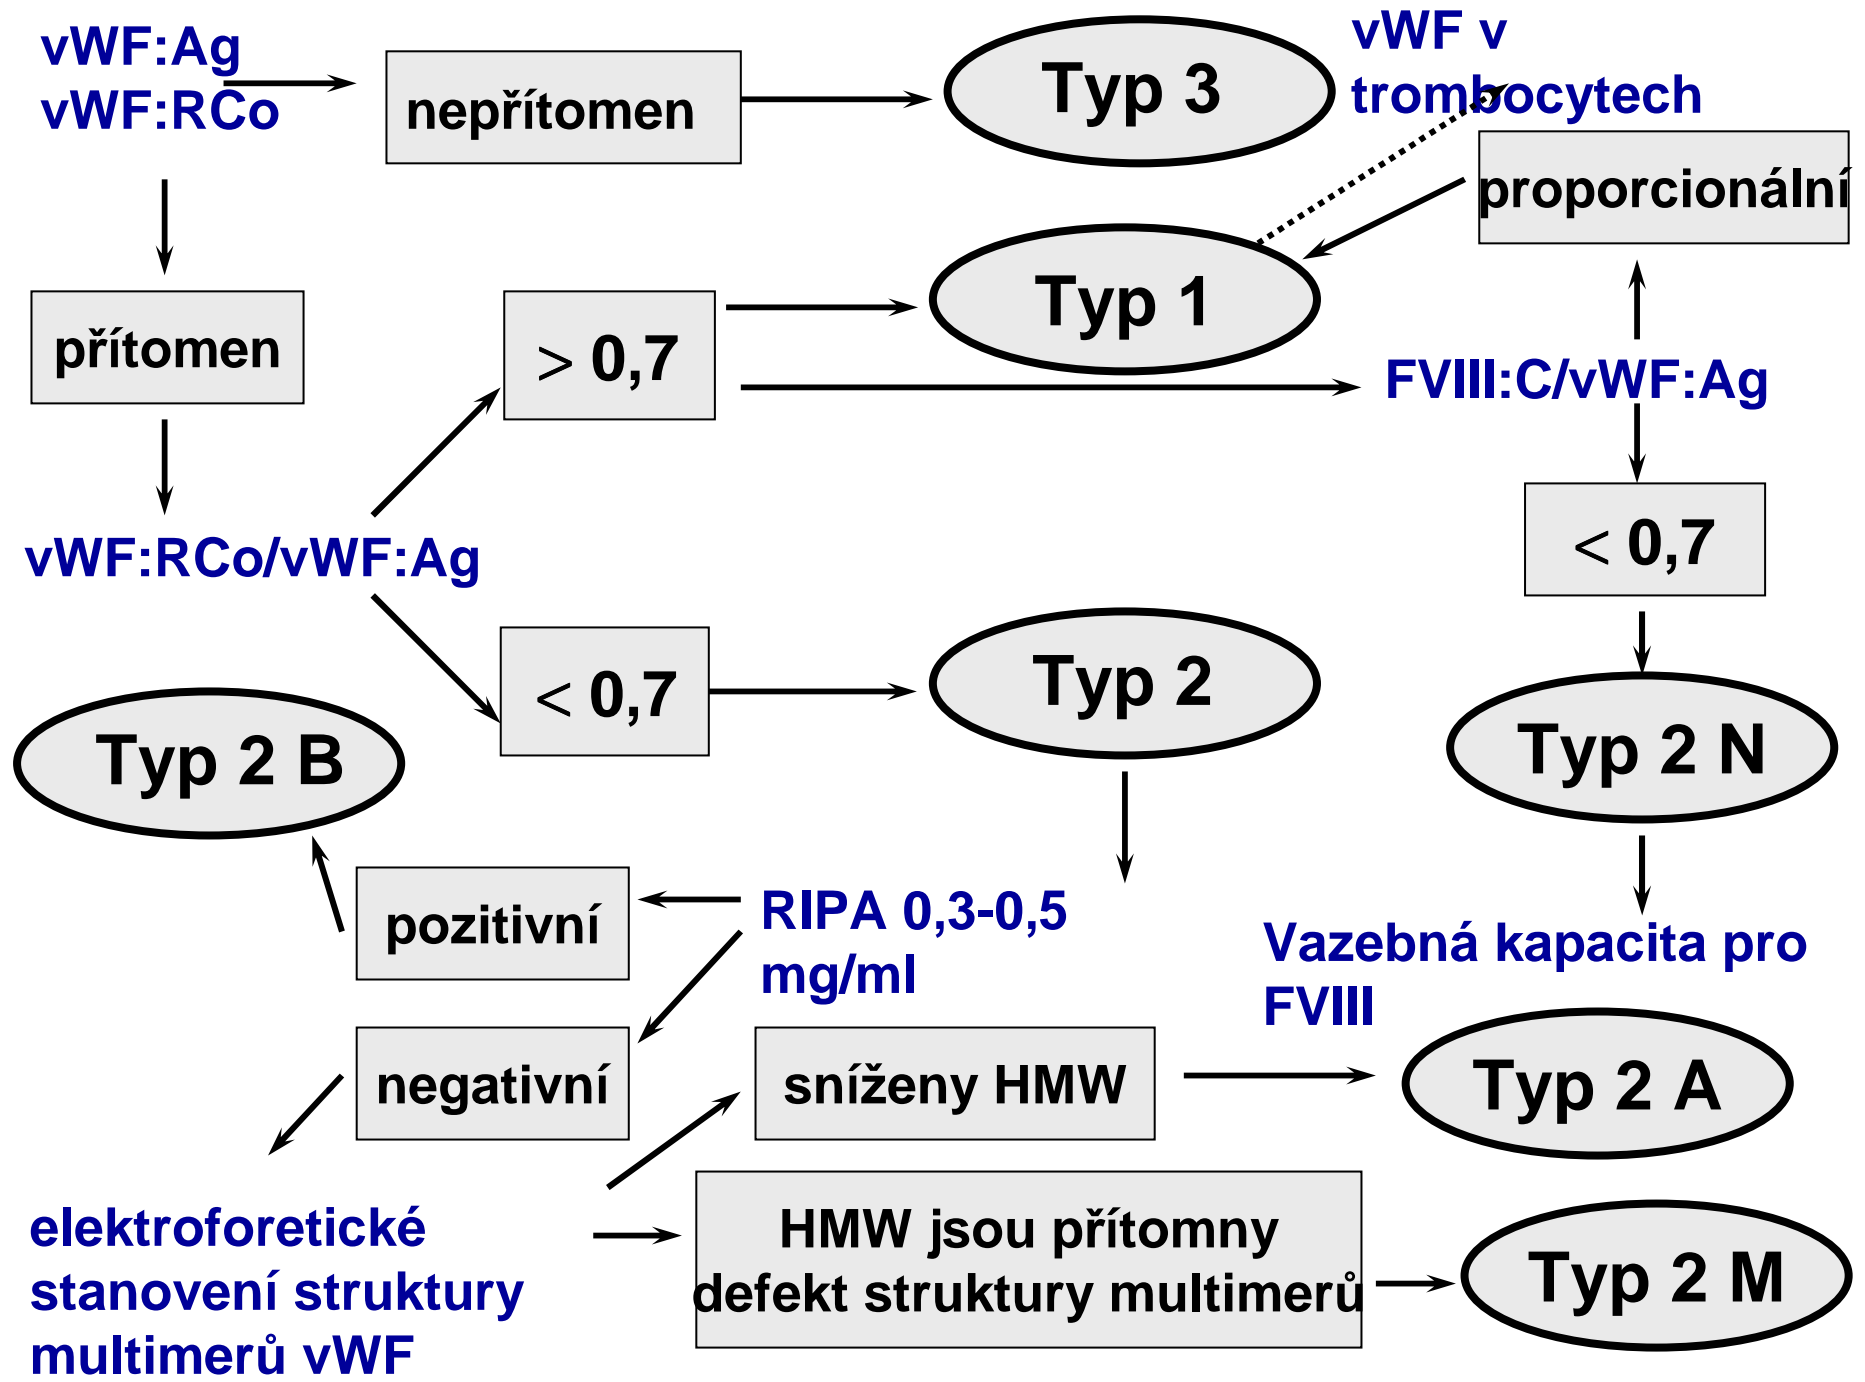 vWF:Ag
vWF:RCo
nepřítomen
Typ 3
vWF v
trombocytech
proporcionální
přítomen
> 0,7
Typ 1
FVIII:C/vWF:Ag
vWF:RCo/vWF:Ag
< 0,7
< 0,7
Typ 2
Typ 2 B
Typ 2 N
pozitivní
RIPA 0,3-0,5
mg/ml
Vazebná kapacita pro
FVIII
negativní
sníženy HMW
Typ 2 A
elektroforetické
stanovení struktury
multimerů vWF
HMW jsou přítomny
defekt struktury multimerů
Typ 2 M